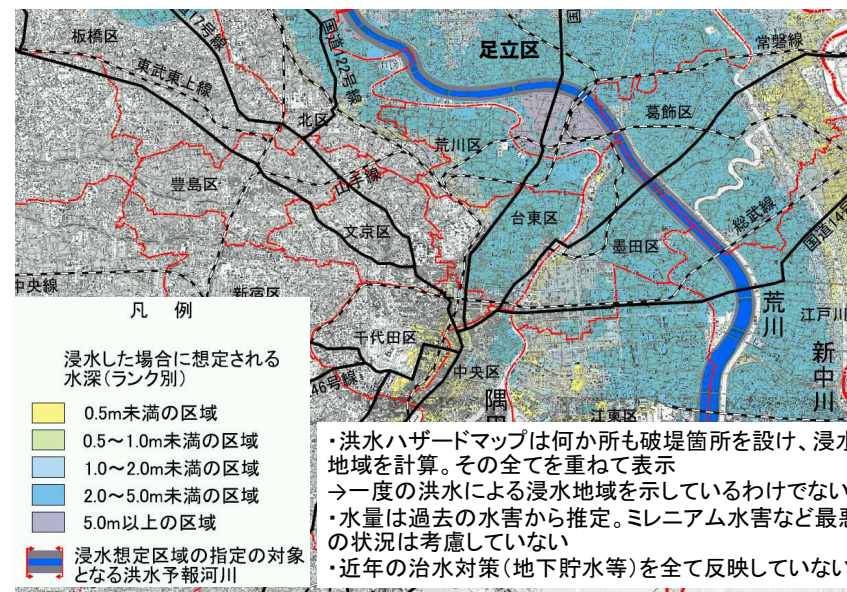 板橋区
国道17号線
国道122号線
東武東上線
足立区
常磐線
北区
荒川区
葛飾区
豊島区
山手線
台東区
文京区
墨田区
総武線
国道14号
中央線
新宿区
荒川
江戸川
千代田区
新中川
中央区
46号線
隅田
江東区
凡 例
浸水した場合に想定される
水深(ランク別)
0.5m未満の区域
0.5～1.0m未満の区域
1.0～2.0m未満の区域
2.0～5.0m未満の区域
5.0m以上の区域
浸水想定区域の指定の対象
となる洪水予報河川
・洪水ハザードマップは何か所も破堤箇所を設け、浸水
地域を計算。その全てを重ねて表示
→一度の洪水による浸水地域を示しているわけでない
・水量は過去の水害から推定。ミレニアム水害など最悪
の状況は考慮していない
・近年の治水対策(地下貯水等)を全て反映していない